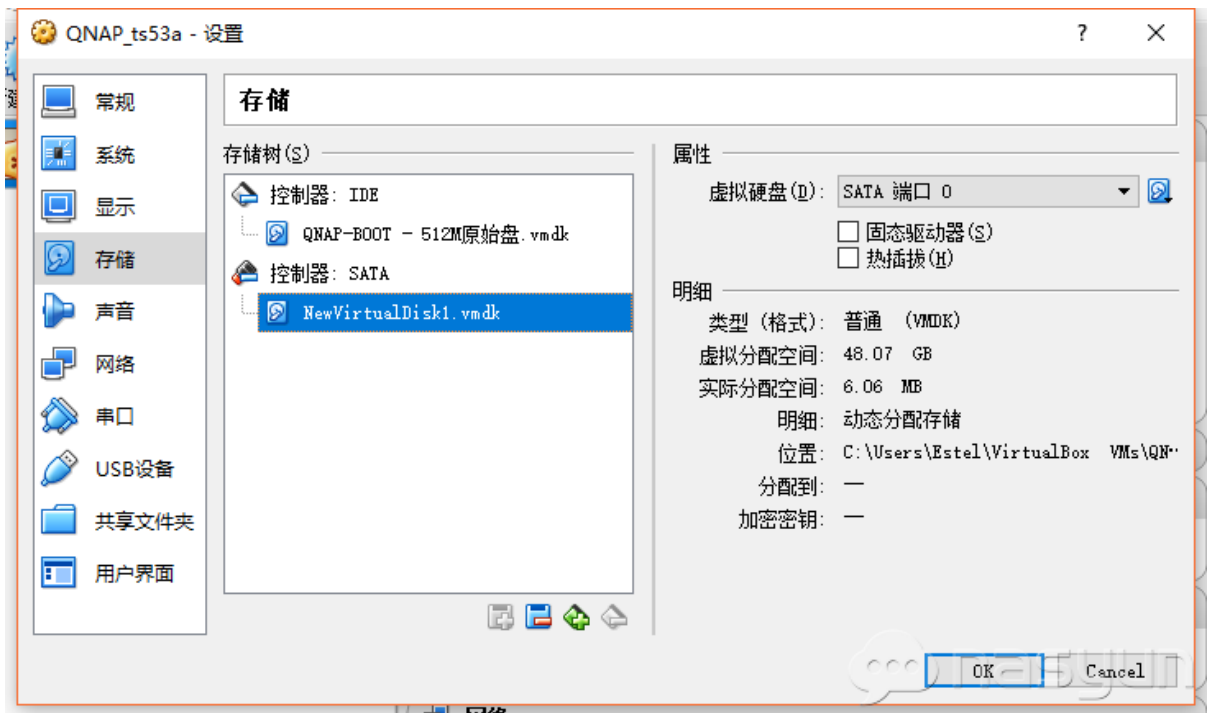 QNAP_ts53a - 设置
?
常规
系统
显示
存储
声音
网络
串口
USB设备
共享文件夹
用户界面
存储
存储树(S)
控制器: IDE
QNAP-BOOT - 512M原始盘.vmdk
控制器: SATA
NewVirtualDisk1.vmdk
属性
虚拟硬盘(D): SATA 端口 0
固态驱动器(S)
热插拔(H)
明细
类型 (格式): 普通 (VMDK)
虚拟分配空间: 48.07 GB
实际分配空间: 6.06 MB
明细: 动态分配存储
位置: C:\Users\Estel\VirtualBox VMs\QN…
分配到: —
加密密钥: —
OK
Cancel
nasyun
网络